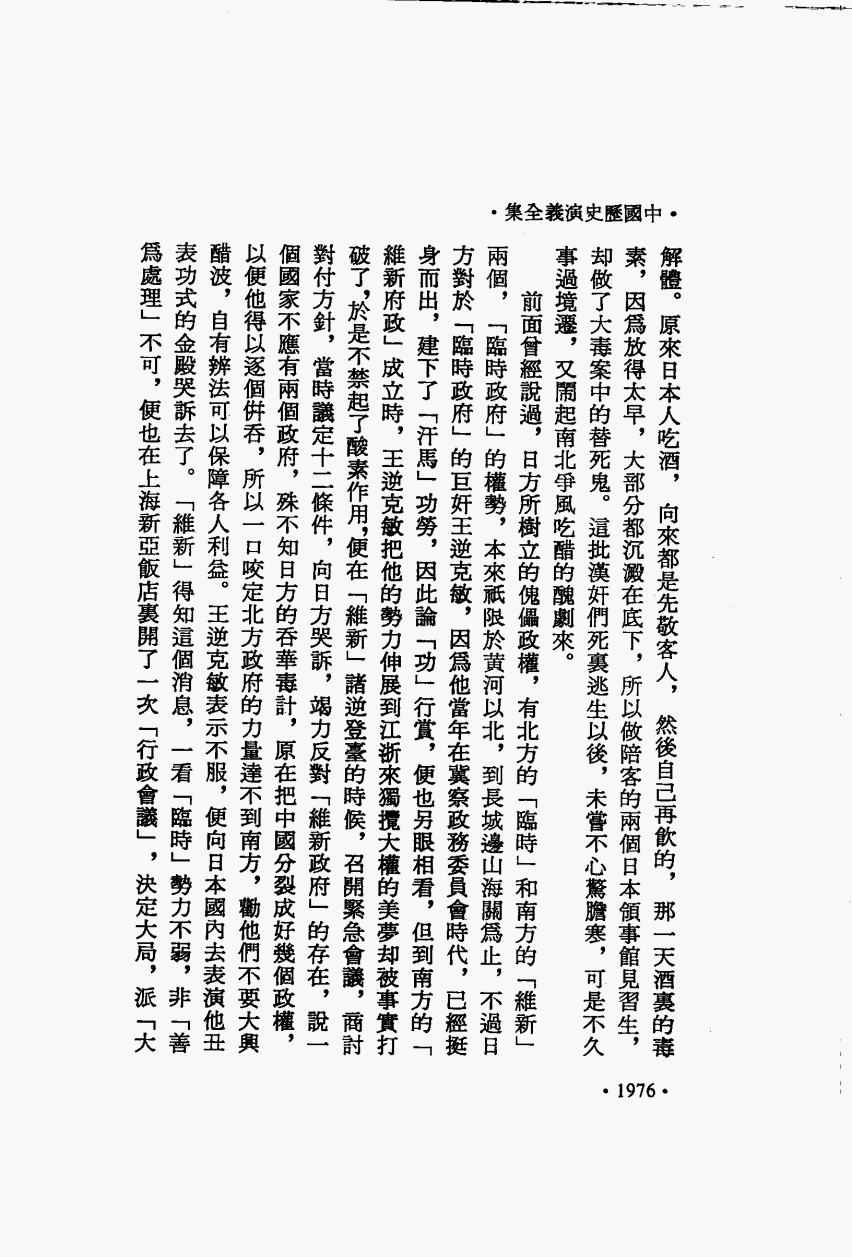 ·中國歷史演義全集·
解體。原來日本人吃酒，向來都是先敬客人，然後自己再飲的，那一天酒裏的毒
素，因爲放得太早，大部分都沉澱在底下，所以做陪客的兩個日本領事館見習生，
却做了大毒案中的替死鬼。這批漢奸們死裏逃生以後，未嘗不心驚膽寒，可是不久
事過境遷，又鬧起南北爭風吃醋的醜劇來。
前面曾經說過，日方所樹立的傀儡政權，有北方的「臨時」和南方的「維新」
兩個，「臨時政府」的權勢，本來祇限於黃河以北，到長城邊山海關爲止，不過日
方對於「臨時政府」的巨奸王逆克敏，因爲他當年在冀察政務委員會時代，已經挺
身而出，建下了「汗馬」功勞，因此論「功」行賞，便也另眼相看，但到南方的「
維新府政」成立時，王逆克敏把他的勢力伸展到江浙來獨攬大權的美夢却被事實打
破了，於是不禁起了酸素作用，便在「維新」諸逆登臺的時候，召開緊急會議，商討
對付方針，當時議定十二條件，向日方哭訴，竭力反對「維新政府」的存在，說一
個國家不應有兩個政府，殊不知日方的吞華毒計，原在把中國分裂成好幾個政權，
以便他得以逐個併吞，所以一口咬定北方政府的力量達不到南方，勸他們不要大興
醋波，自有辨法可以保障各人利益。王逆克敏表示不服，便向日本國內去表演他丑
表功式的金殿哭訴去了。「維新」得知這個消息，一看「臨時」勢力不弱，非「善
爲處理」不可，便也在上海新亞飯店裏開了一次「行政會議」，決定大局，派「大
·1976·